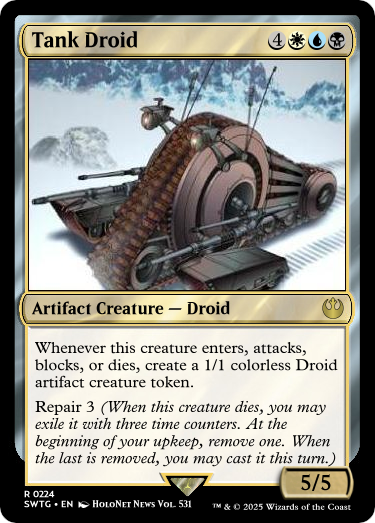 Tank Droid 4
Artifact Creature — Droid
Whenever this creature enters, attacks,
blocks, or dies, create a 1/1 colorless Droid
artifact creature token.
Repair 3 (When this creature dies, you may
exile it with three time counters. At the
beginning of your upkeep, remove one. When
the last is removed, you may cast it this turn.)
5/5
R 0224
SWTG • EN HoloNet News Vol. 531
™ & © 2025 Wizards of the Coast